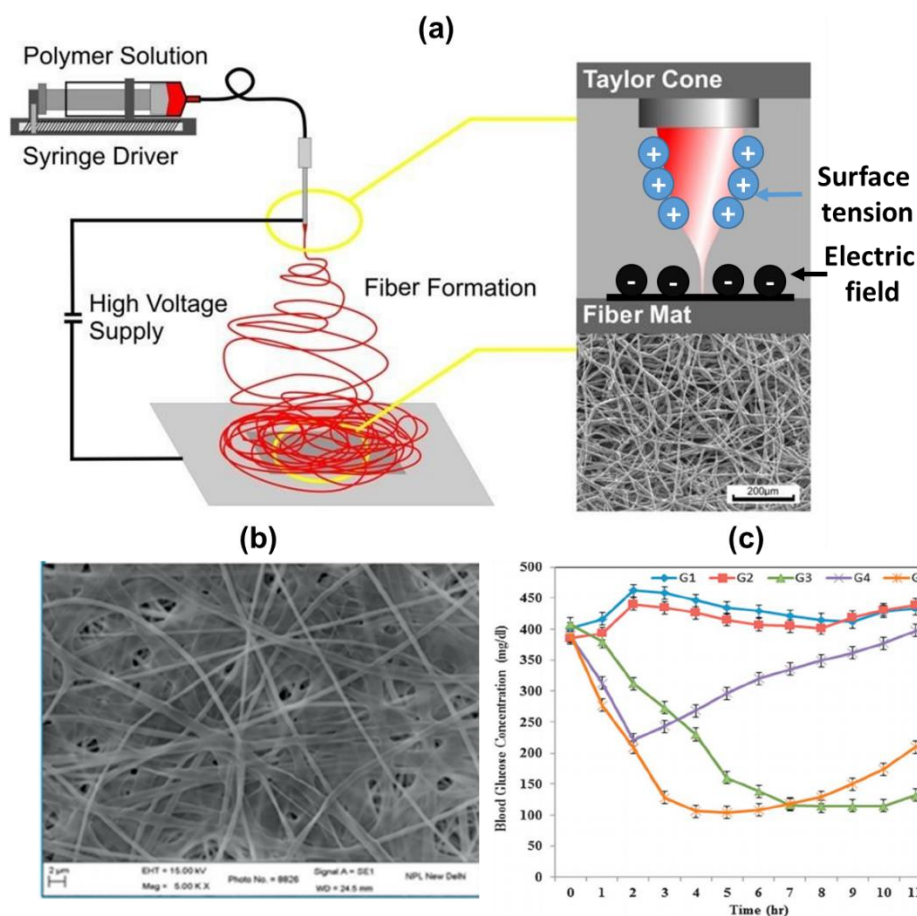 (a)
Polymer Solution
Syringe Driver
High Voltage
Supply
Fiber Formation
Taylor Cone
+ +
+ +
+ +
Surface
tension
Electric
field
- - - -
Fiber Mat
200µm
(b)
2 µm
EHT = 15.00 kV
Mag = 5.00 K X
Photo No. = 8826
Signal A = SE1
WD = 24.5 mm
NPL New Delhi
(c)
G1 G2 G3 G4
Blood Glucose Concentration (mg/dl)
500
450
400
350
300
250
200
150
100
50
0
0 1 2 3 4 5 6 7 8 9 10
Time (hr)